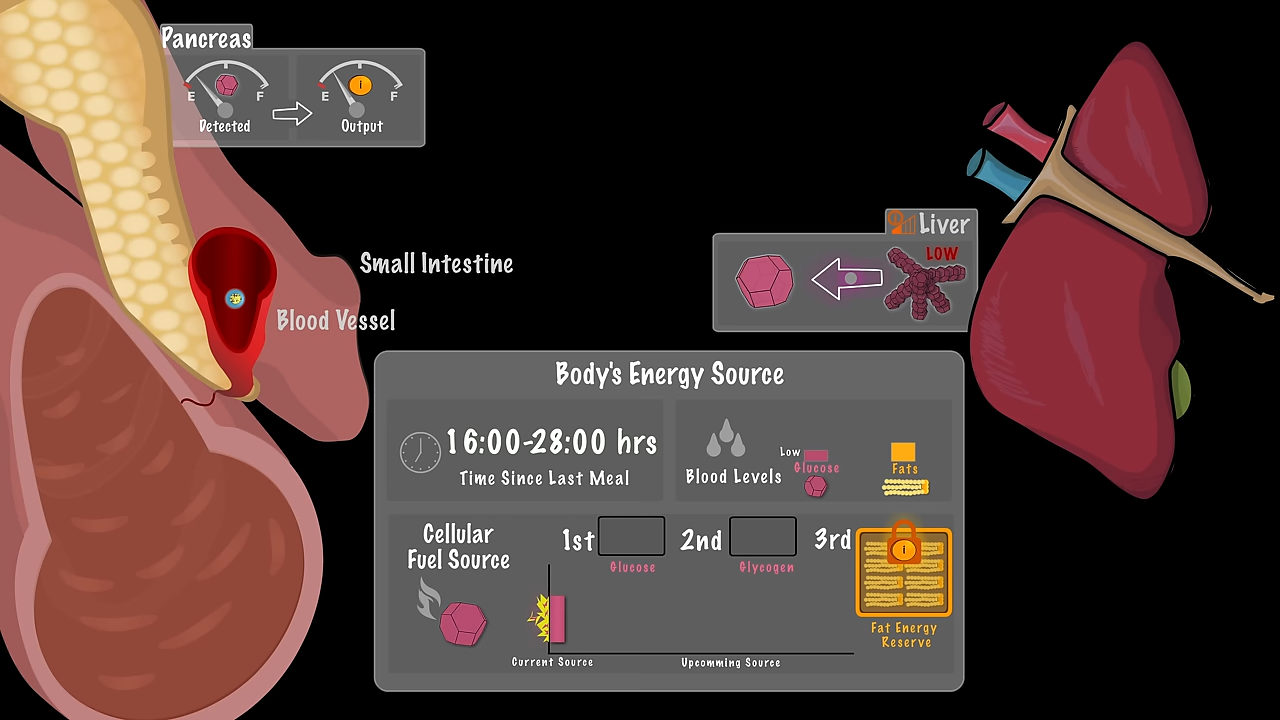 Pancreas
E F
Detected
E i F
Output
Small Intestine
Blood Vessel
Liver
LOW
Body's Energy Source
16:00-28:00 hrs
Time Since Last Meal
Blood Levels
Low
Glucose
Fats
Cellular
Fuel Source
1st
Glucose
2nd
Glycogen
3rd
i
Fat Energy
Reserve
Current Source
Upcomming Source